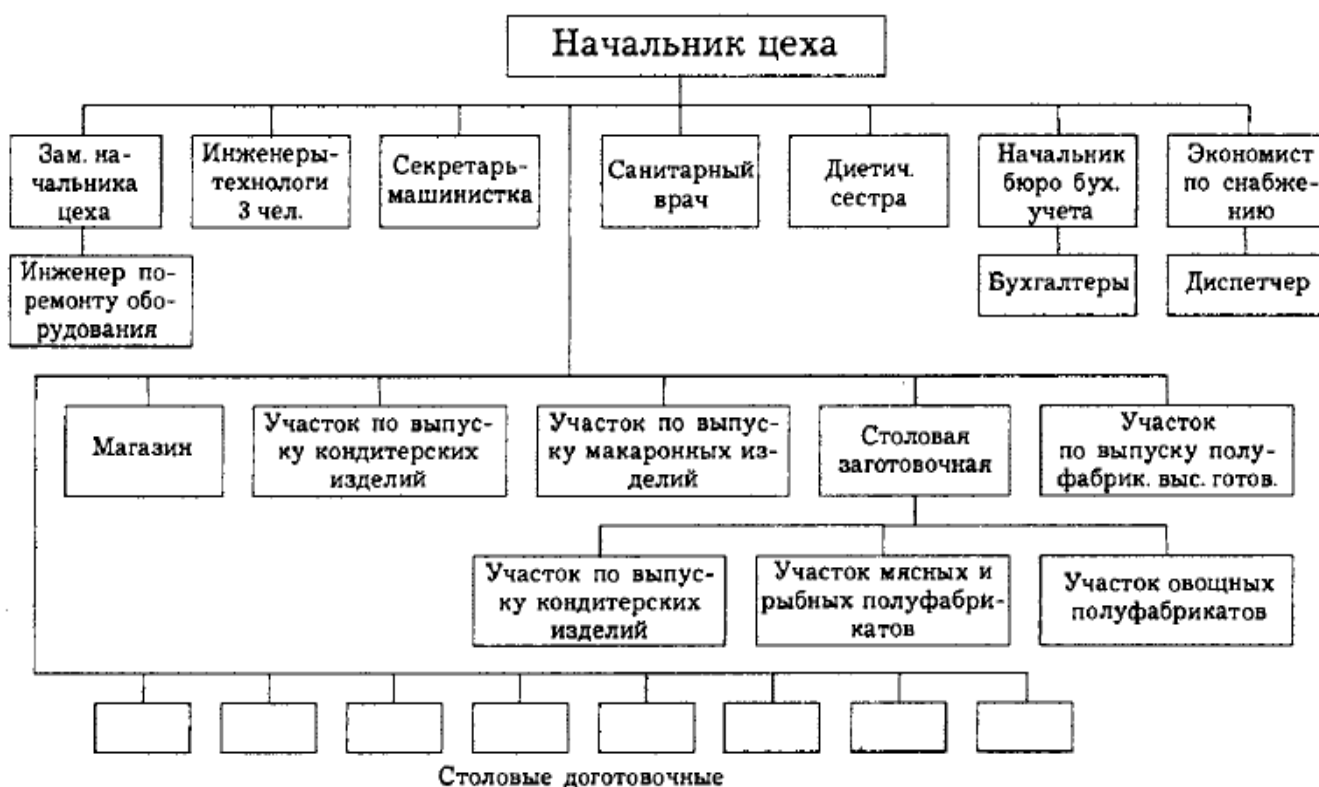 Начальник цеха
Зам. на-
чальника
цеха
Инженеры-
технологи
3 чел.
Секретарь-
машинистка
Санитарный
врач
Диетич.
сестра
Начальник
бюро бух.
учета
Экономист
по снабже-
нию
Инженер по-
ремонту обо-
рудования
Бухгалтеры
Диспетчер
Магазин
Участок по выпус-
ку кондитерских
изделий
Участок по выпус-
ку макаронных из-
делий
Столовая
заготовочная
Участок
по выпуску полу-
фабрик. выс. готов.
Участок по выпус-
ку кондитерских
изделий
Участок мясных и
рыбных полуфабри-
катов
Участок овощных
полуфабрикатов
Столовые доготовочные